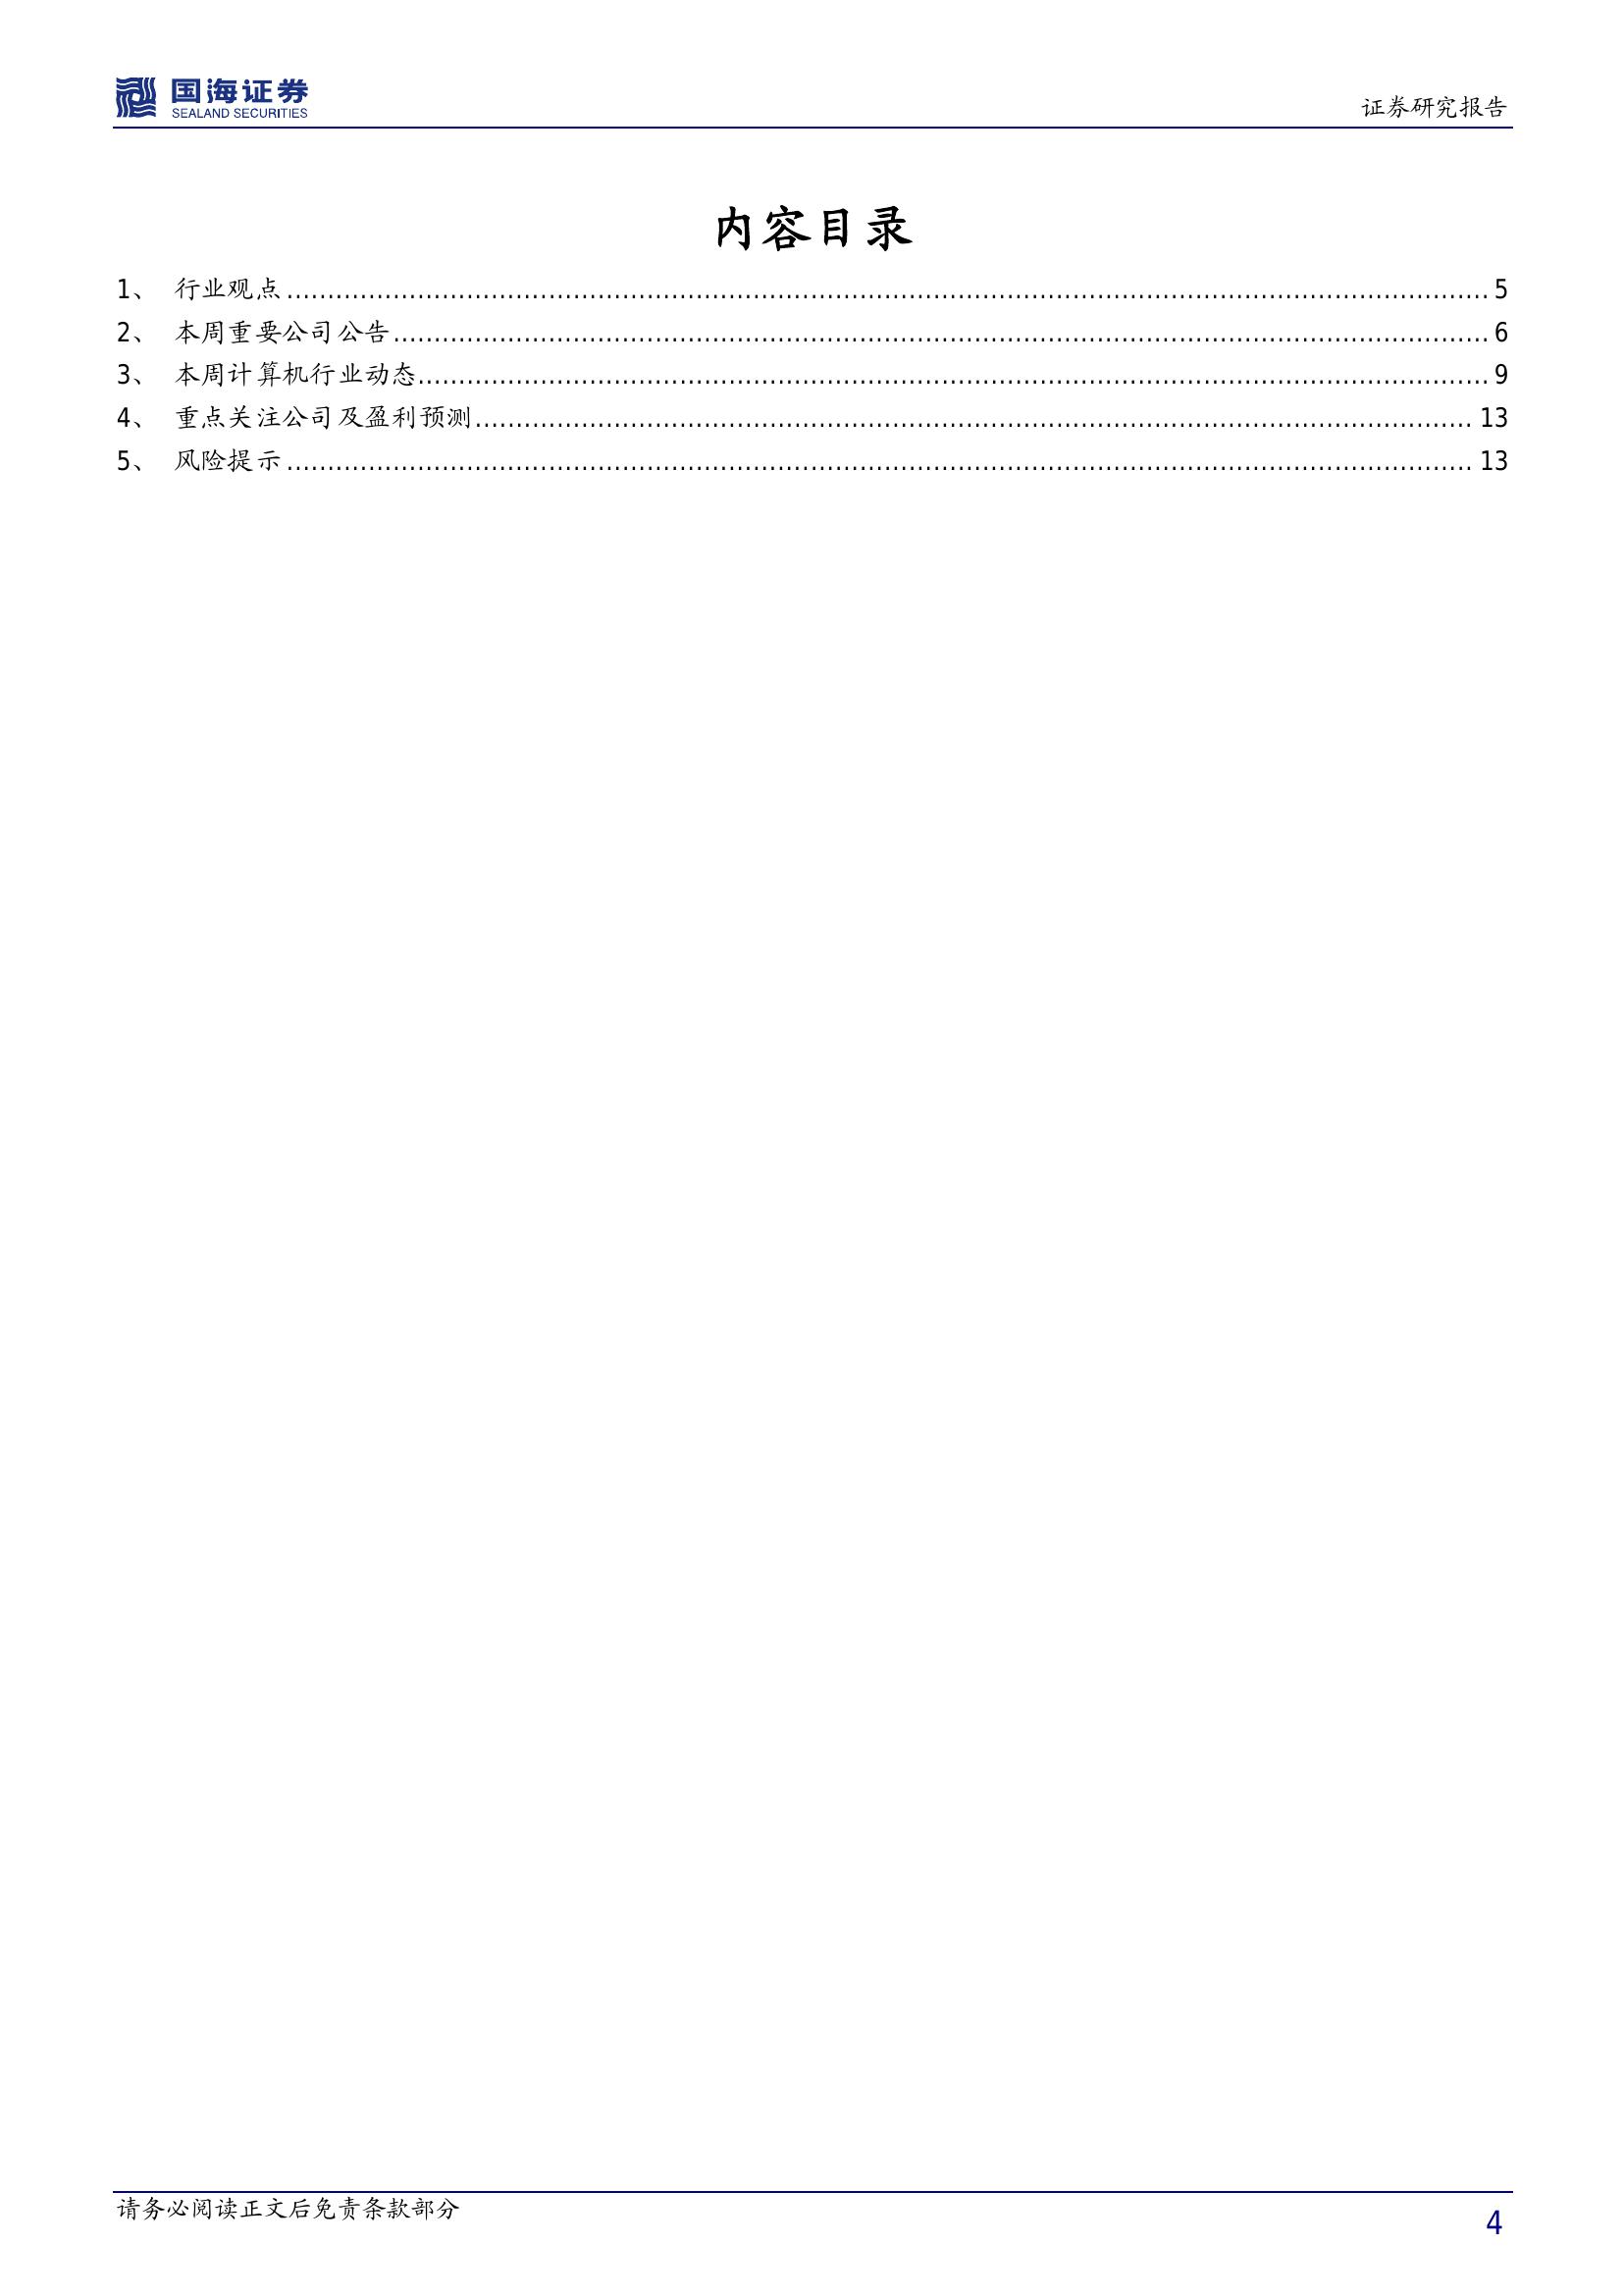 国海证券
SEALAND SECURITIES
证券研究报告
内容目录
1、 行业观点 5
2、 本周重要公司公告 6
3、 本周计算机行业动态 9
4、 重点关注公司及盈利预测 13
5、 风险提示 13
请务必阅读正文后免责条款部分
4